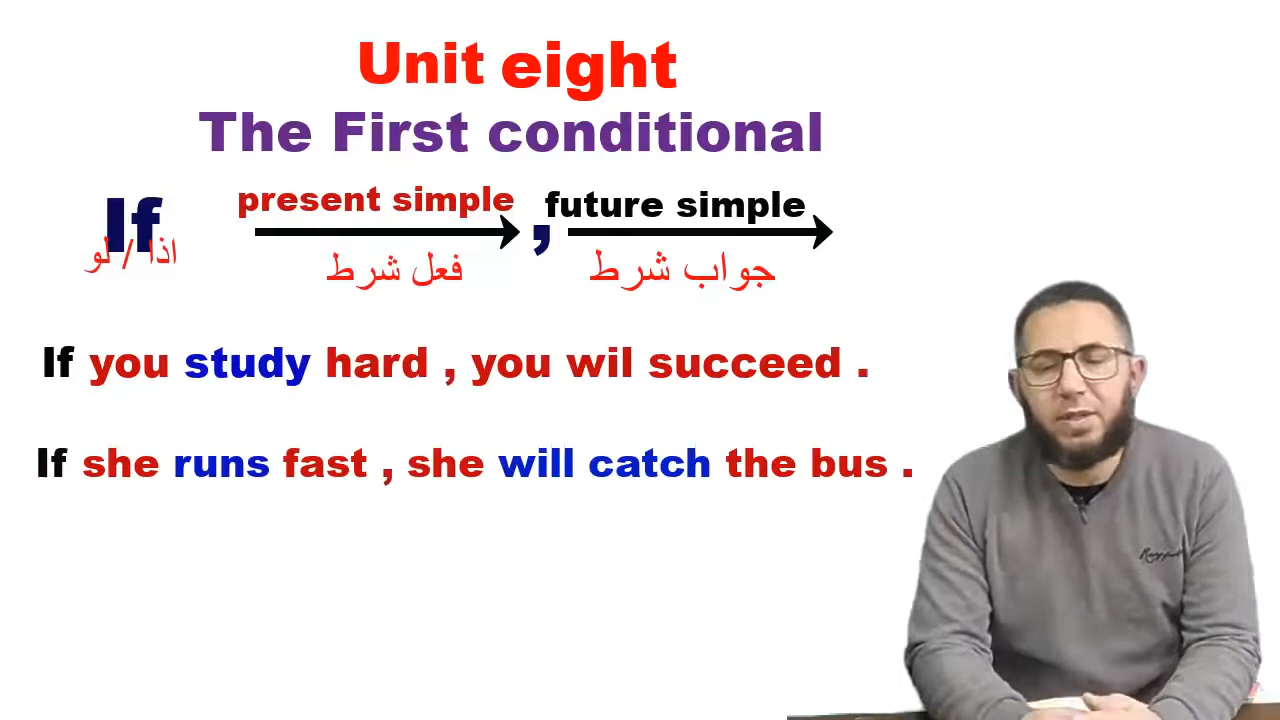 Unit eight
The First conditional
If present simple , future simple
اذا / لو فعل شرط جواب شرط
If you study hard , you wil succeed .
If she runs fast , she will catch the bus .